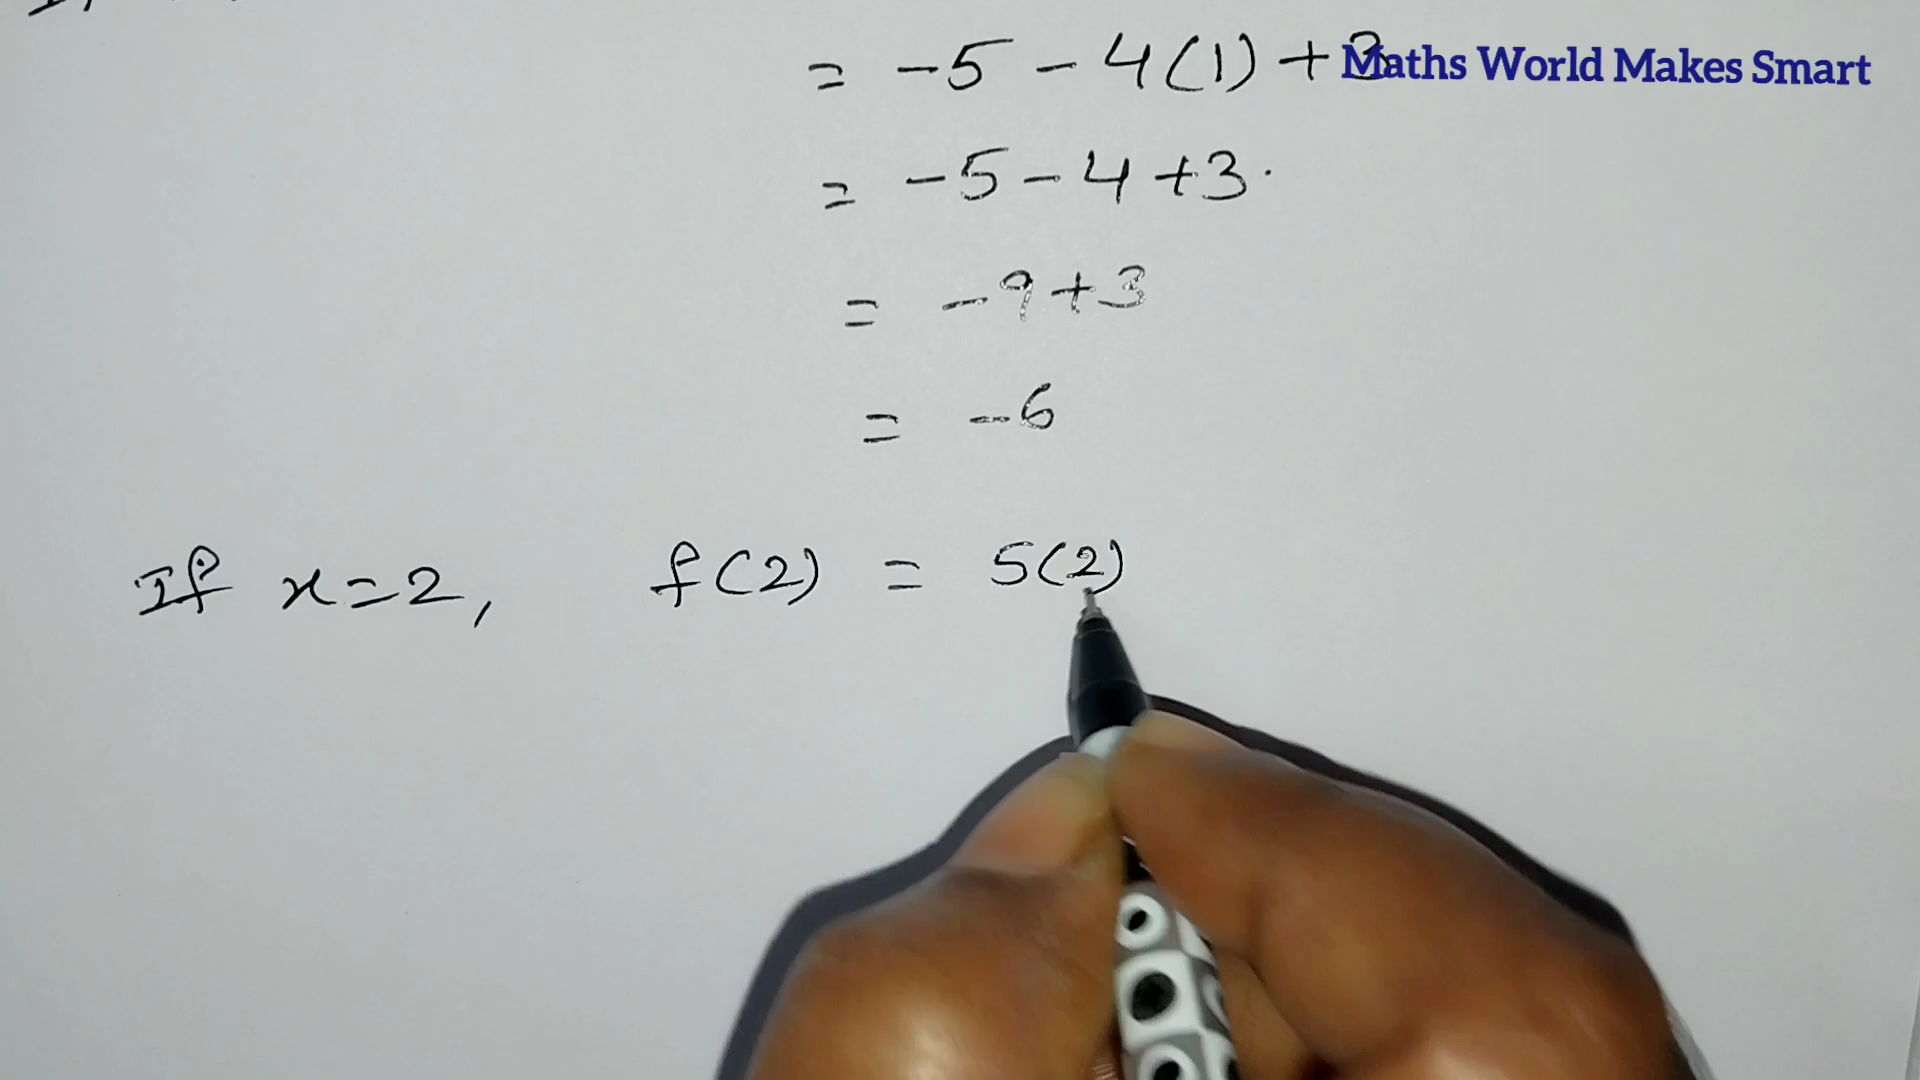 = -5 - 4(1) + 3
Maths World Makes Smart
= -5 - 4 + 3.
= -9 + 3
= -6
If x=2, f(2) = 5(2)